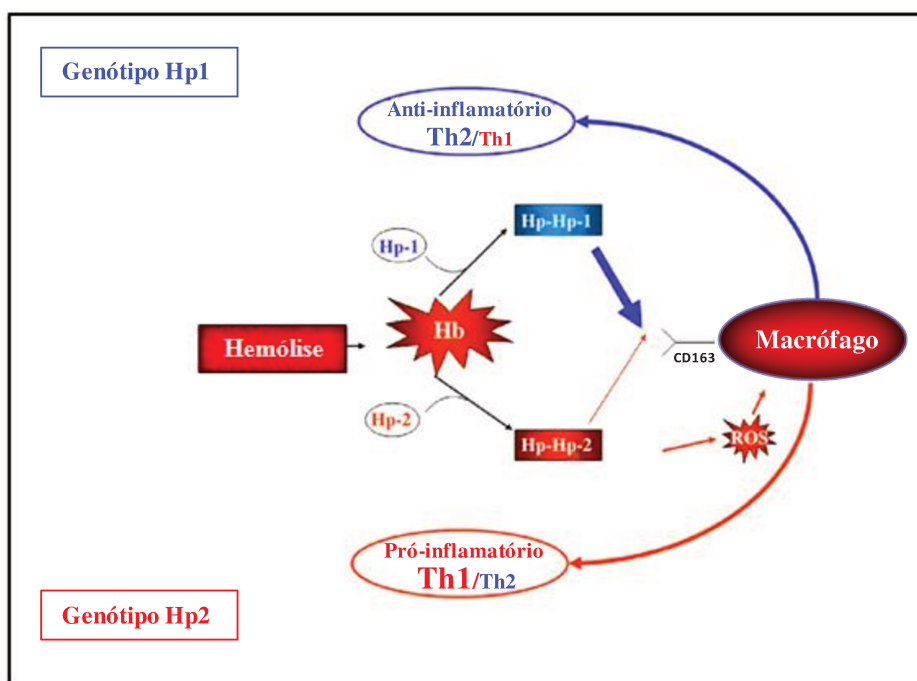 Genótipo Hp1
Anti-inflamatório
Th2/Th1
Hp-Hp-1
Hp-1
Hb
Hemólise
Macrófago
CD163
Hp-2
Hp-Hp-2
ROS
Pró-inflamatório
Th1/Th2
Genótipo Hp2